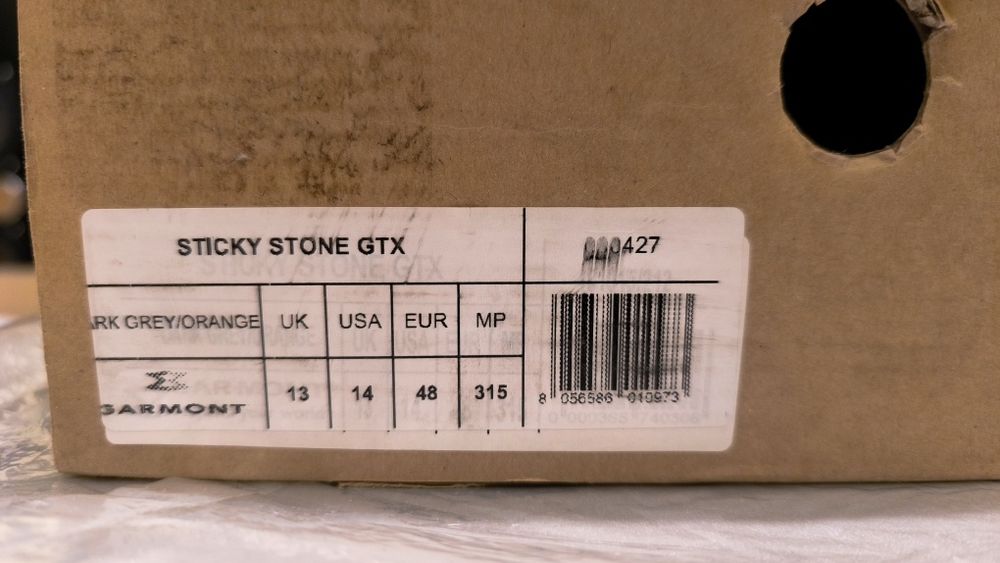 STICKY STONE GTX
427
ARK GREY/ORANGE UK USA EUR MP
13 14 48 315
GARMONT
8 056586 010973